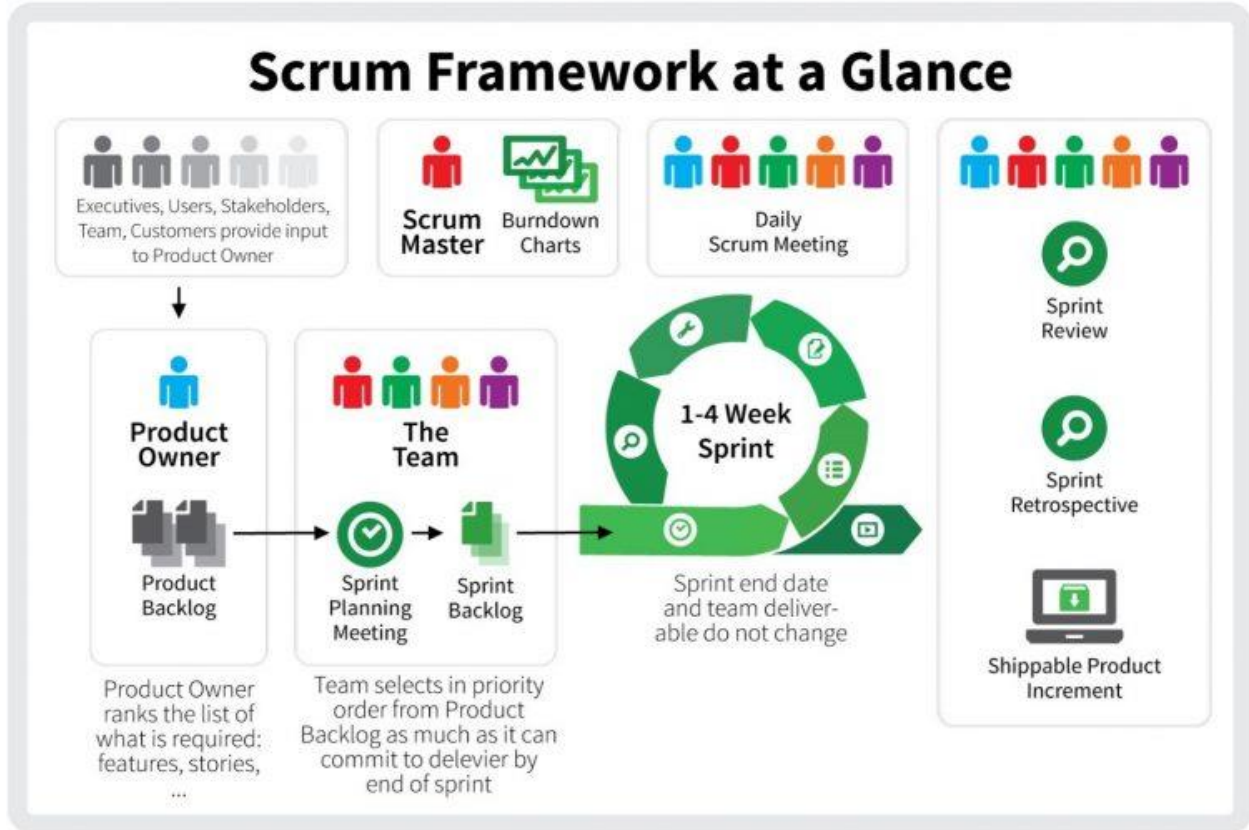 Scrum Framework at a Glance
Executives, Users, Stakeholders,
Team, Customers provide input
to Product Owner
Scrum
Master
Burndown
Charts
Daily
Scrum Meeting
Product
Owner
Product
Backlog
Product Owner
ranks the list of
what is required:
features, stories,
...
The
Team
Sprint
Planning
Meeting
Sprint
Backlog
Team selects in priority
order from Product
Backlog as much as it can
commit to delevier by
end of sprint
1-4 Week
Sprint
Sprint end date
and team deliver-
able do not change
Sprint
Review
Sprint
Retrospective
Shippable Product
Increment